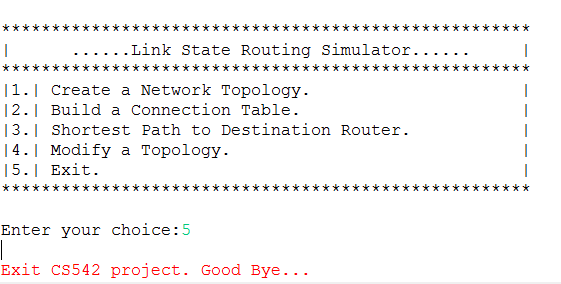 *****************************************************
|      ......Link State Routing Simulator......     |
*****************************************************
|1.| Create a Network Topology.                     |
|2.| Build a Connection Table.                      |
|3.| Shortest Path to Destination Router.           |
|4.| Modify a Topology.                             |
|5.| Exit.                                          |
*****************************************************
Enter your choice:5
Exit CS542 project. Good Bye...